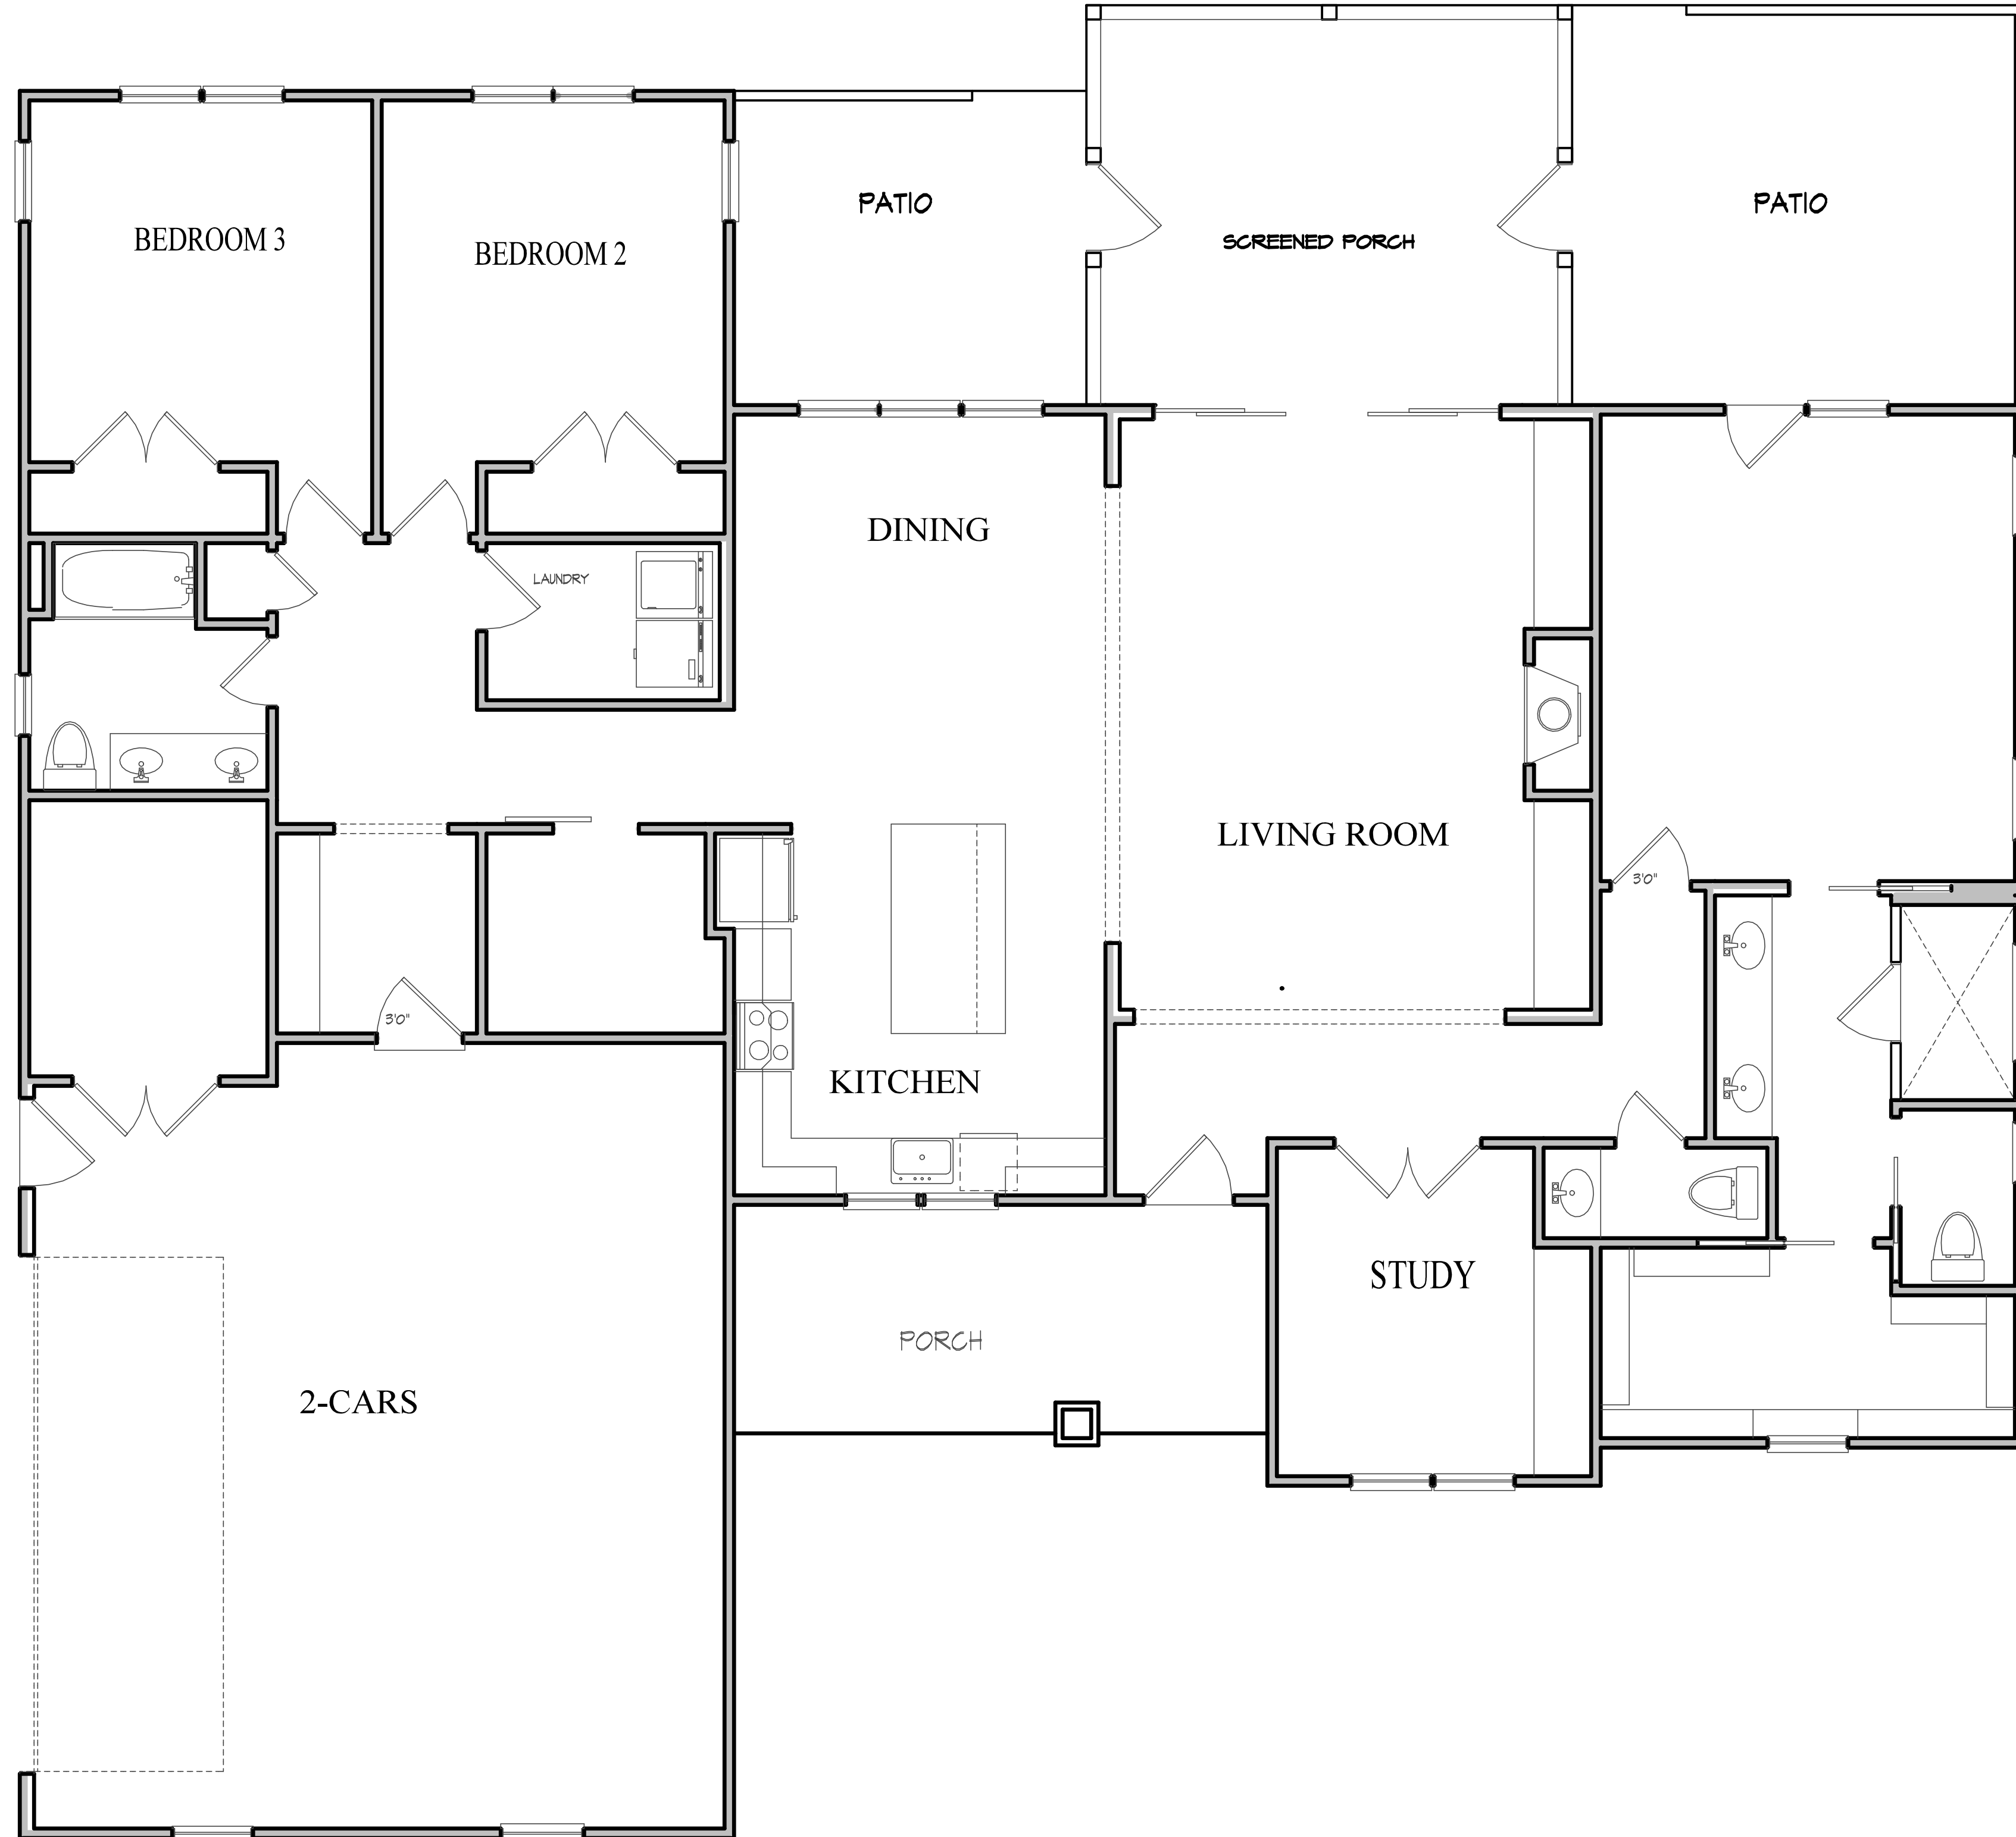 PATIO
PATIO
BEDROOM 3
SCREENED PORCH
BEDROOM 2
DINING
LAUNDRY
LIVING ROOM
3'0"
3'0"
KITCHEN
STUDY
PORCH
2-CARS